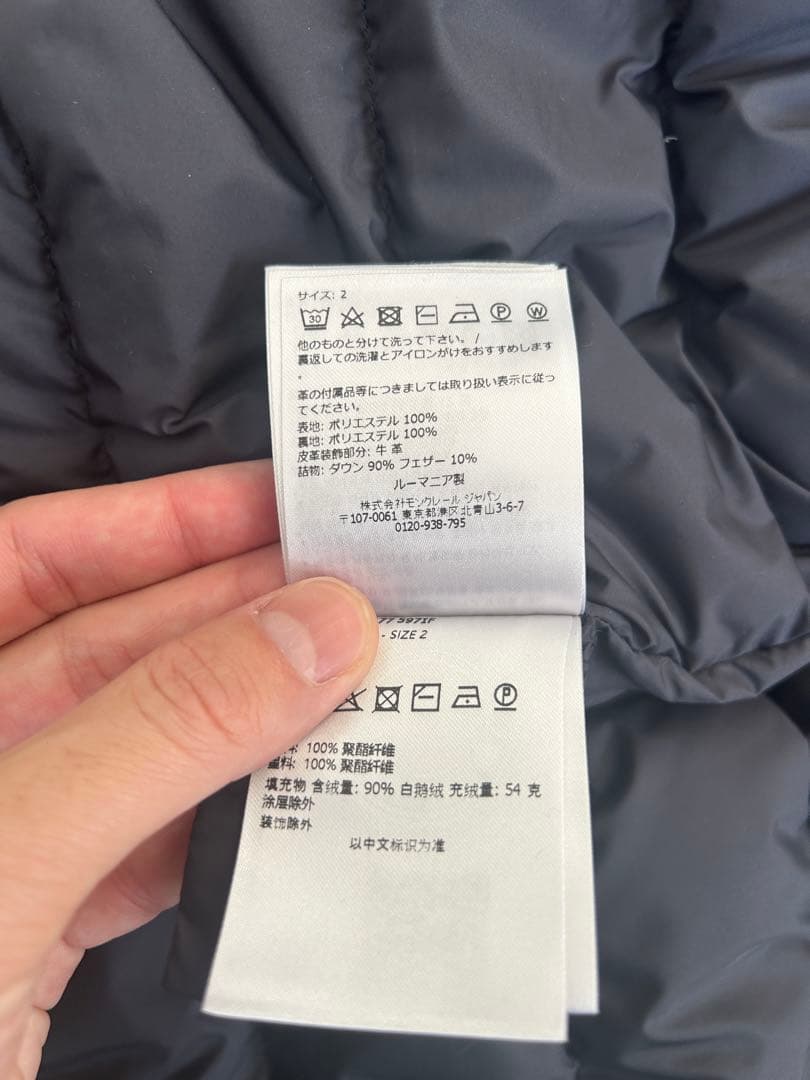 サイズ: 2
30 P W
他のものと分けて洗って下さい。 /
裏返しての洗濯とアイロンがけをおすすめします
。
革の付属品等につきましては取り扱い表示に従っ
てください。
表地: ポリエステル 100%
裏地: ポリエステル 100%
皮革装飾部分: 牛 革
詰物: ダウン 90% フェザー 10%
ルーマニア製
株式会社モンクレール ジャパン
〒107-0061 東京都港区北青山3-6-7
0120-938-795
77 5971F
- SIZE 2
P
料: 100% 聚酯纤维
料: 100% 聚酯纤维
填充物 含绒量: 90% 白鹅绒 充绒量: 54 克
涂层除外
装饰除外
以中文标识为准